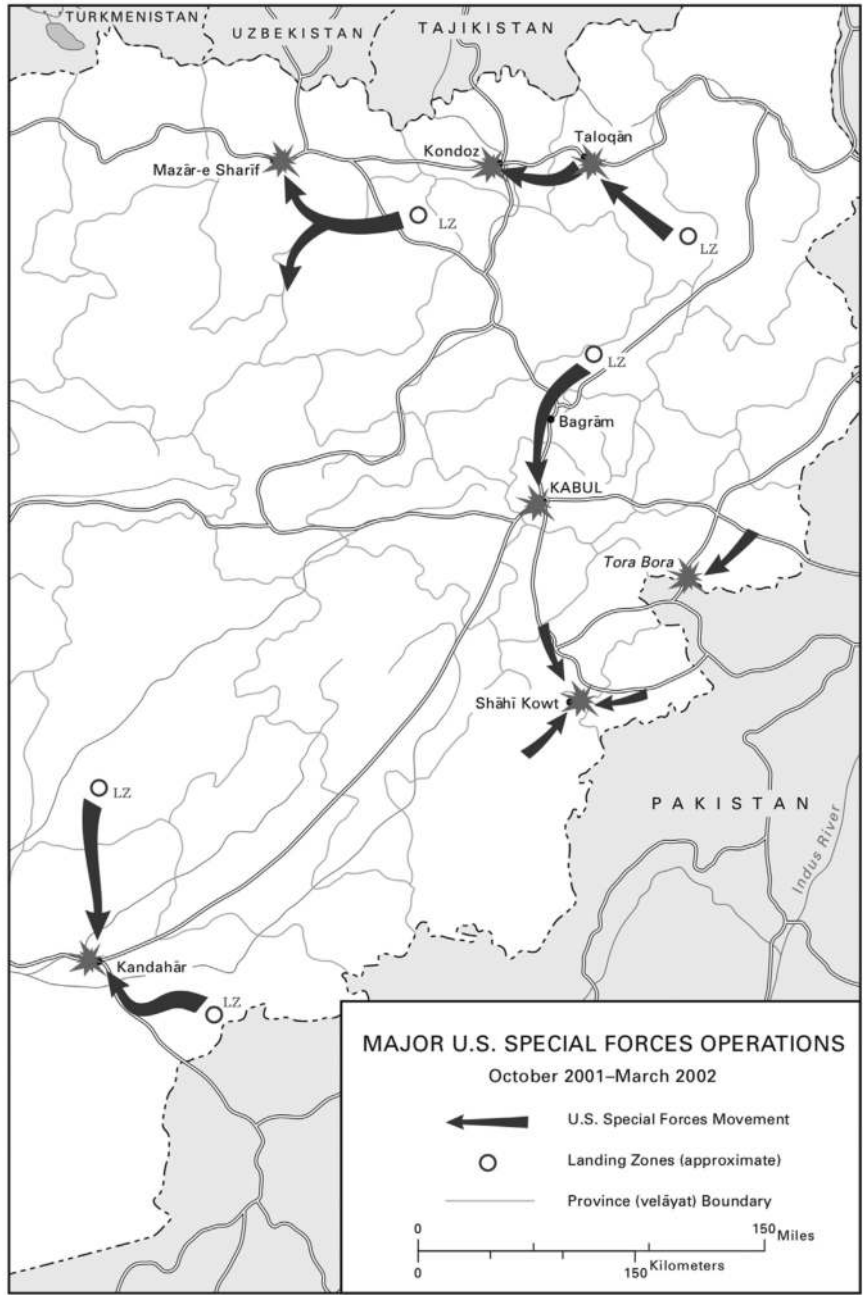 TURKMENISTAN
UZBEKISTAN
TAJIKISTAN
Taloqān
Kondoz
Mazār-e Sharīf
LZ
LZ
LZ
Bagrām
KABUL
Tora Bora
Shāhī Kowt
LZ
PAKISTAN
Indus River
Kandahār
LZ
MAJOR U.S. SPECIAL FORCES OPERATIONS
October 2001–March 2002
U.S. Special Forces Movement
Landing Zones (approximate)
Province (velāyat) Boundary
0 150 Miles
0 150 Kilometers